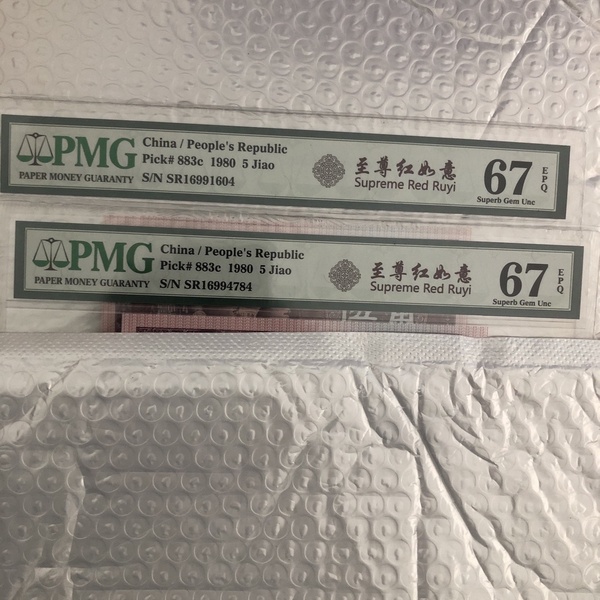 PMG
PAPER MONEY GUARANTY
China / People's Republic
Pick# 883c 1980 5 Jiao
S/N SR16991604
至尊红如意
Supreme Red Ruyi
67
EPQ
Superb Gem Unc
PMG
PAPER MONEY GUARANTY
China / People's Republic
Pick# 883c 1980 5 Jiao
S/N SR16994784
至尊红如意
Supreme Red Ruyi
67
EPQ
Superb Gem Unc